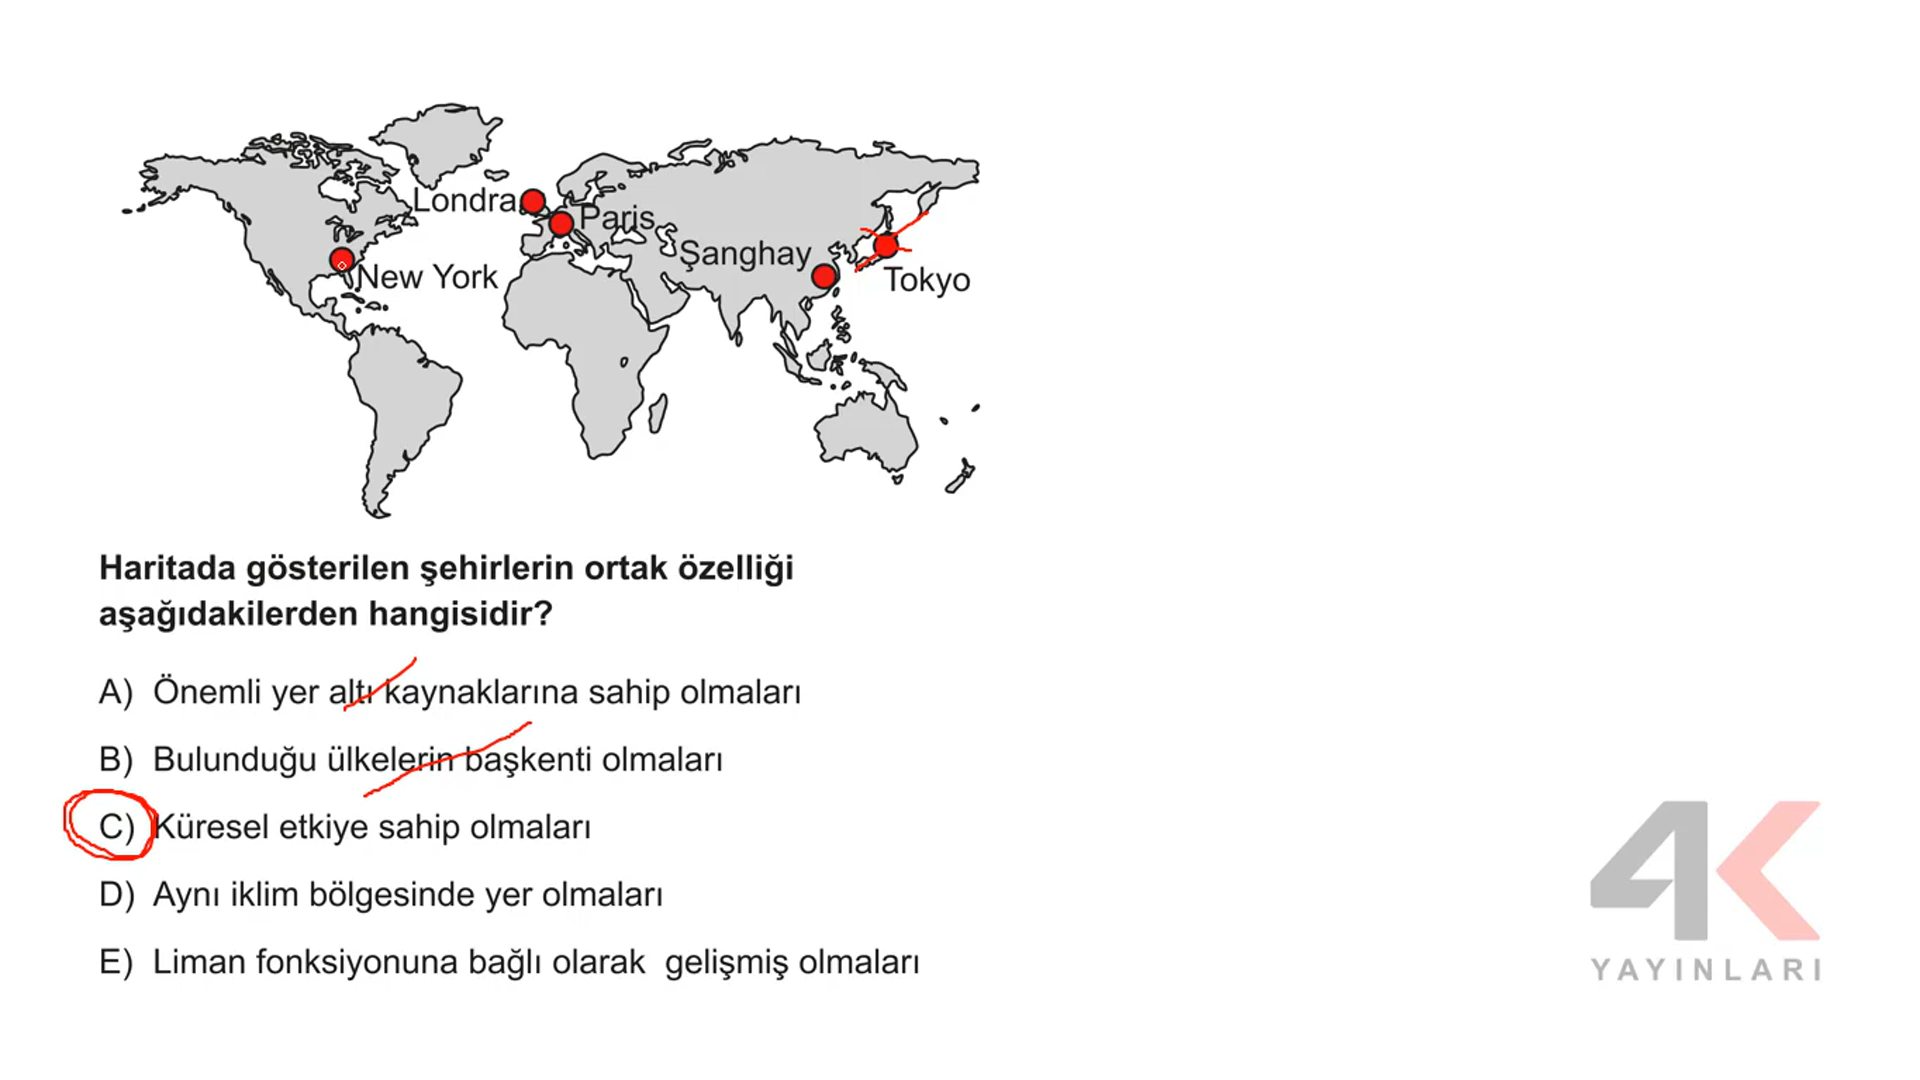 Londra
Paris
Şanghay
New York
Tokyo
Haritada gösterilen şehirlerin ortak özelliği
aşağıdakilerden hangisidir?
A) Önemli yer altı kaynaklarına sahip olmaları
B) Bulunduğu ülkelerin başkenti olmaları
C) Küresel etkiye sahip olmaları
D) Aynı iklim bölgesinde yer olmaları
E) Liman fonksiyonuna bağlı olarak gelişmiş olmaları
4K
YAYINLARI